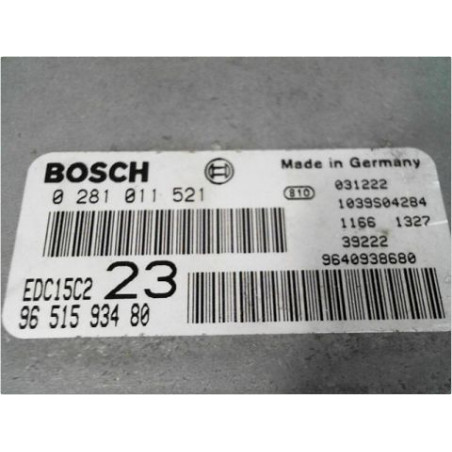 BOSCH
Made in Germany
0 281 011 521
810
031222
1039S04284
1166 1327
39222
9640938680
EDC15C2 23
96 515 934 80